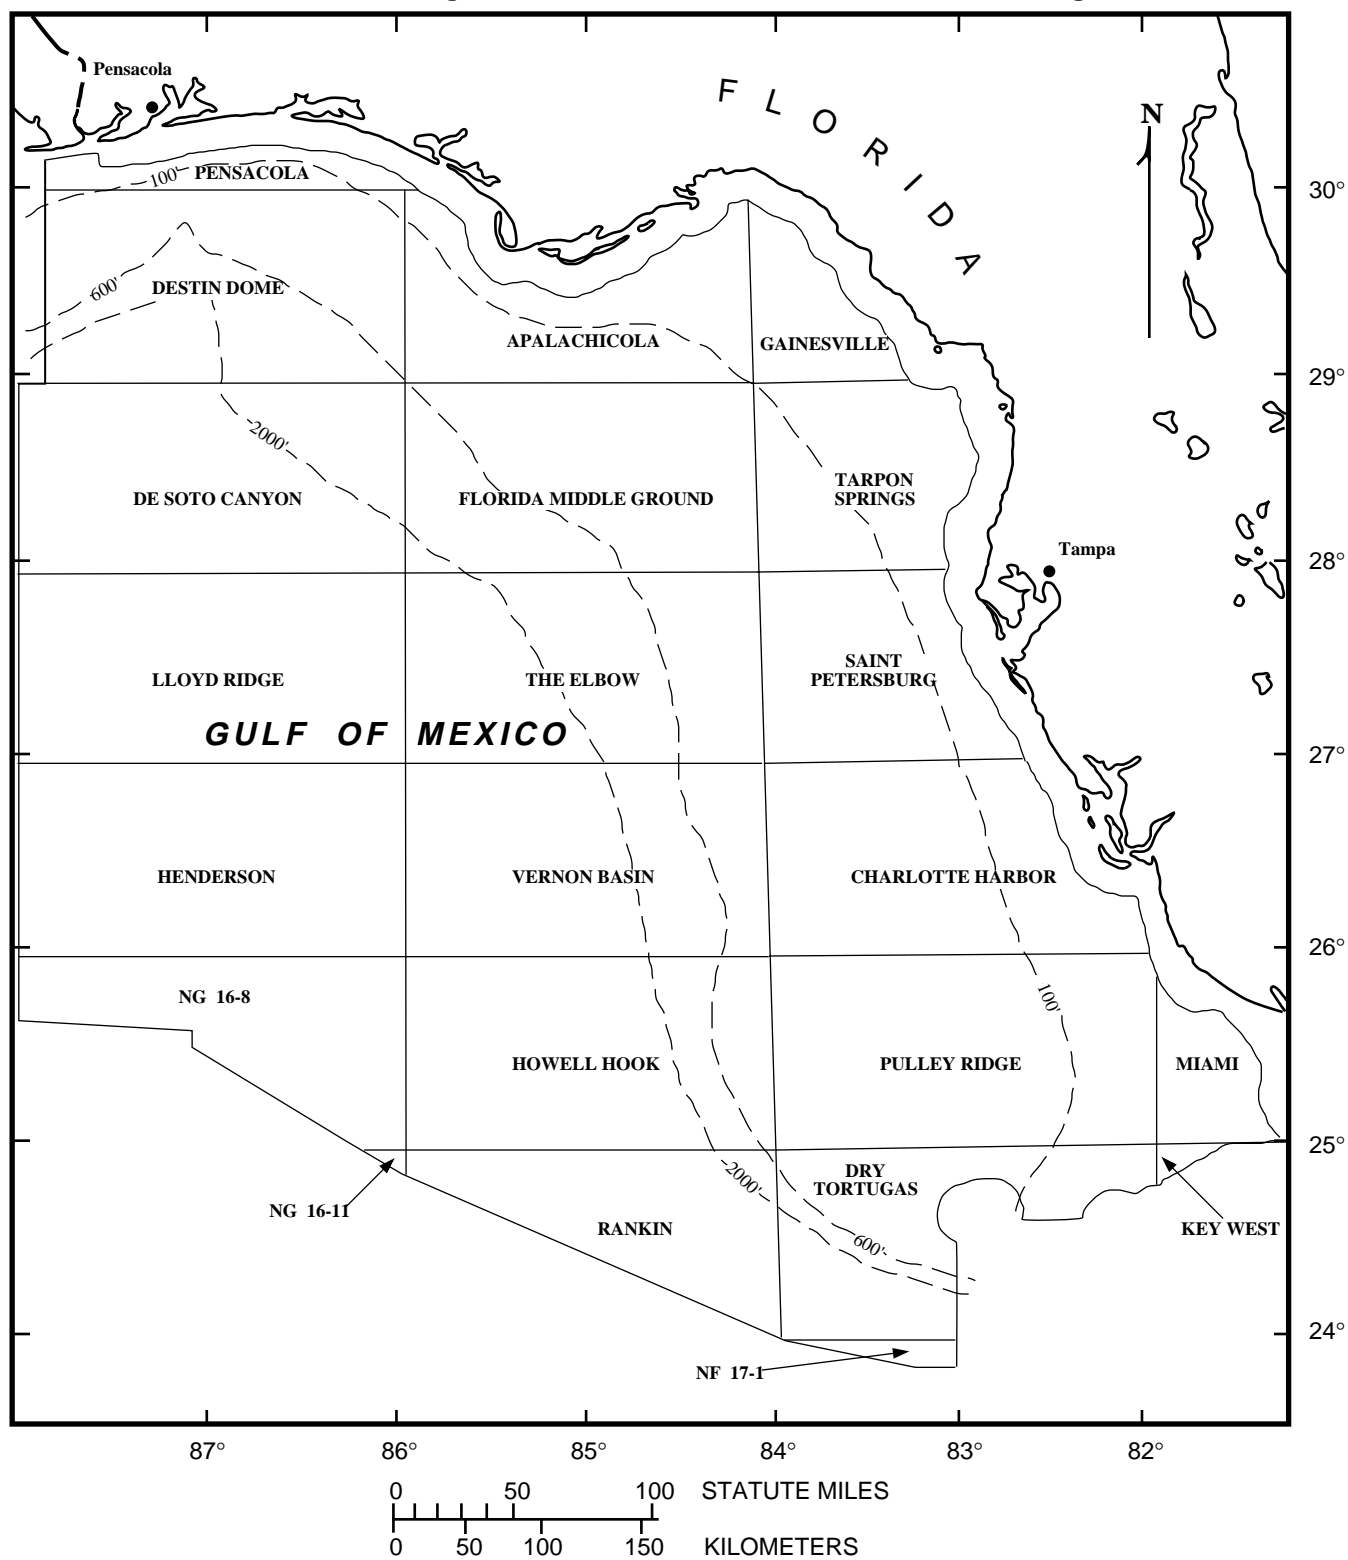 Pensacola
FLORIDA
N
100'
PENSACOLA
30°
600'
DESTIN DOME
APALACHICOLA
GAINESVILLE
29°
2000'
DE SOTO CANYON
FLORIDA MIDDLE GROUND
TARPON
SPRINGS
Tampa
28°
LLOYD RIDGE
THE ELBOW
SAINT
PETERSBURG
GULF OF MEXICO
27°
HENDERSON
VERNON BASIN
CHARLOTTE HARBOR
26°
NG 16-8
100'
HOWELL HOOK
PULLEY RIDGE
MIAMI
25°
2000'
DRY
TORTUGAS
NG 16-11
RANKIN
600'
KEY WEST
24°
NF 17-1
87° 86° 85° 84° 83° 82°
0 50 100 STATUTE MILES
0 50 100 150 KILOMETERS